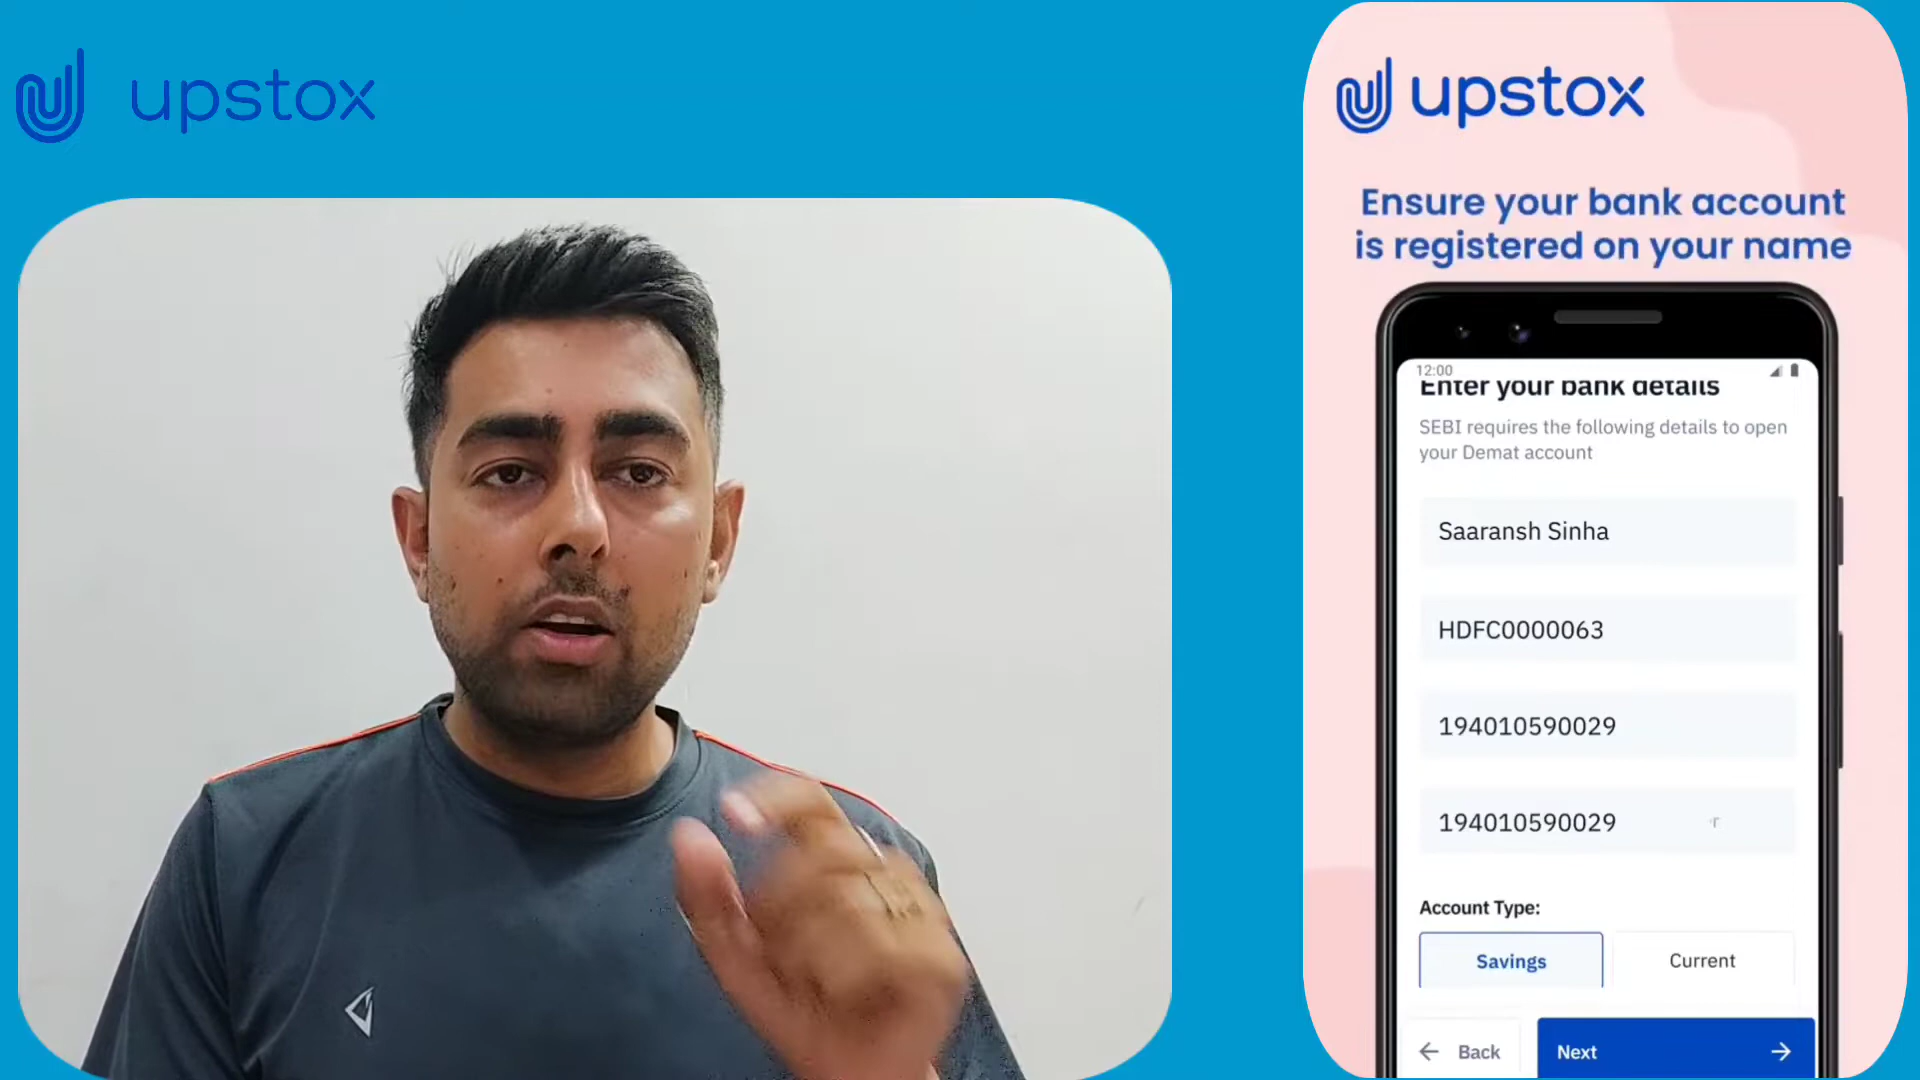 upstox
upstox
Ensure your bank account
is registered on your name
12:00
Enter your bank details
SEBI requires the following details to open
your Demat account
Saaransh Sinha
HDFC0000063
194010590029
194010590029
Account Type:
Savings
Current
Back
Next